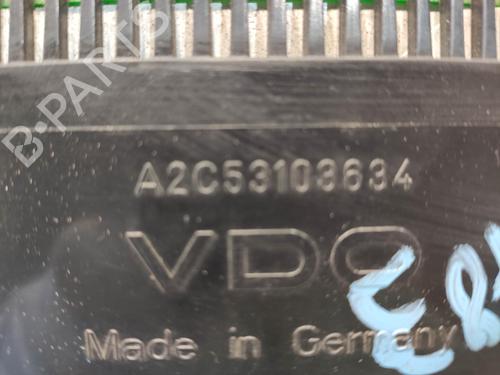 B-PARTS
A2C53103634
VDO
Made in Germany